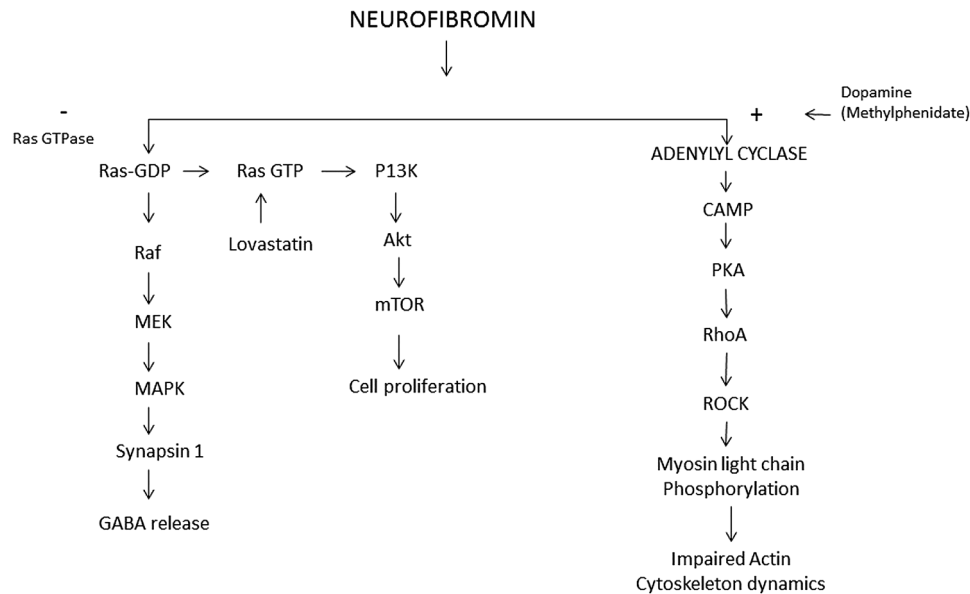 NEUROFIBROMIN
-
Ras GTPase
+
Dopamine
(Methylphenidate)
Ras-GDP
Ras GTP
P13K
ADENYLYL CYCLASE
Lovastatin
Raf
Akt
CAMP
MEK
mTOR
PKA
MAPK
Cell proliferation
RhoA
Synapsin 1
ROCK
GABA release
Myosin light chain
Phosphorylation
Impaired Actin
Cytoskeleton dynamics